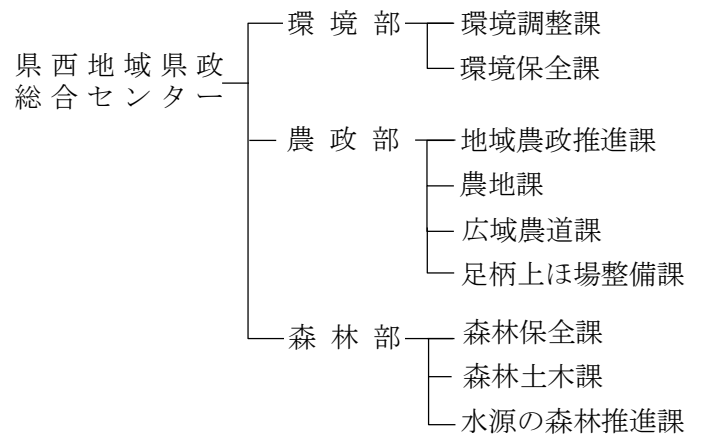 県西地域県政
総合センター
環境部
環境調整課
環境保全課
農政部
地域農政推進課
農地課
広域農道課
足柄上ほ場整備課
森林部
森林保全課
森林土木課
水源の森林推進課